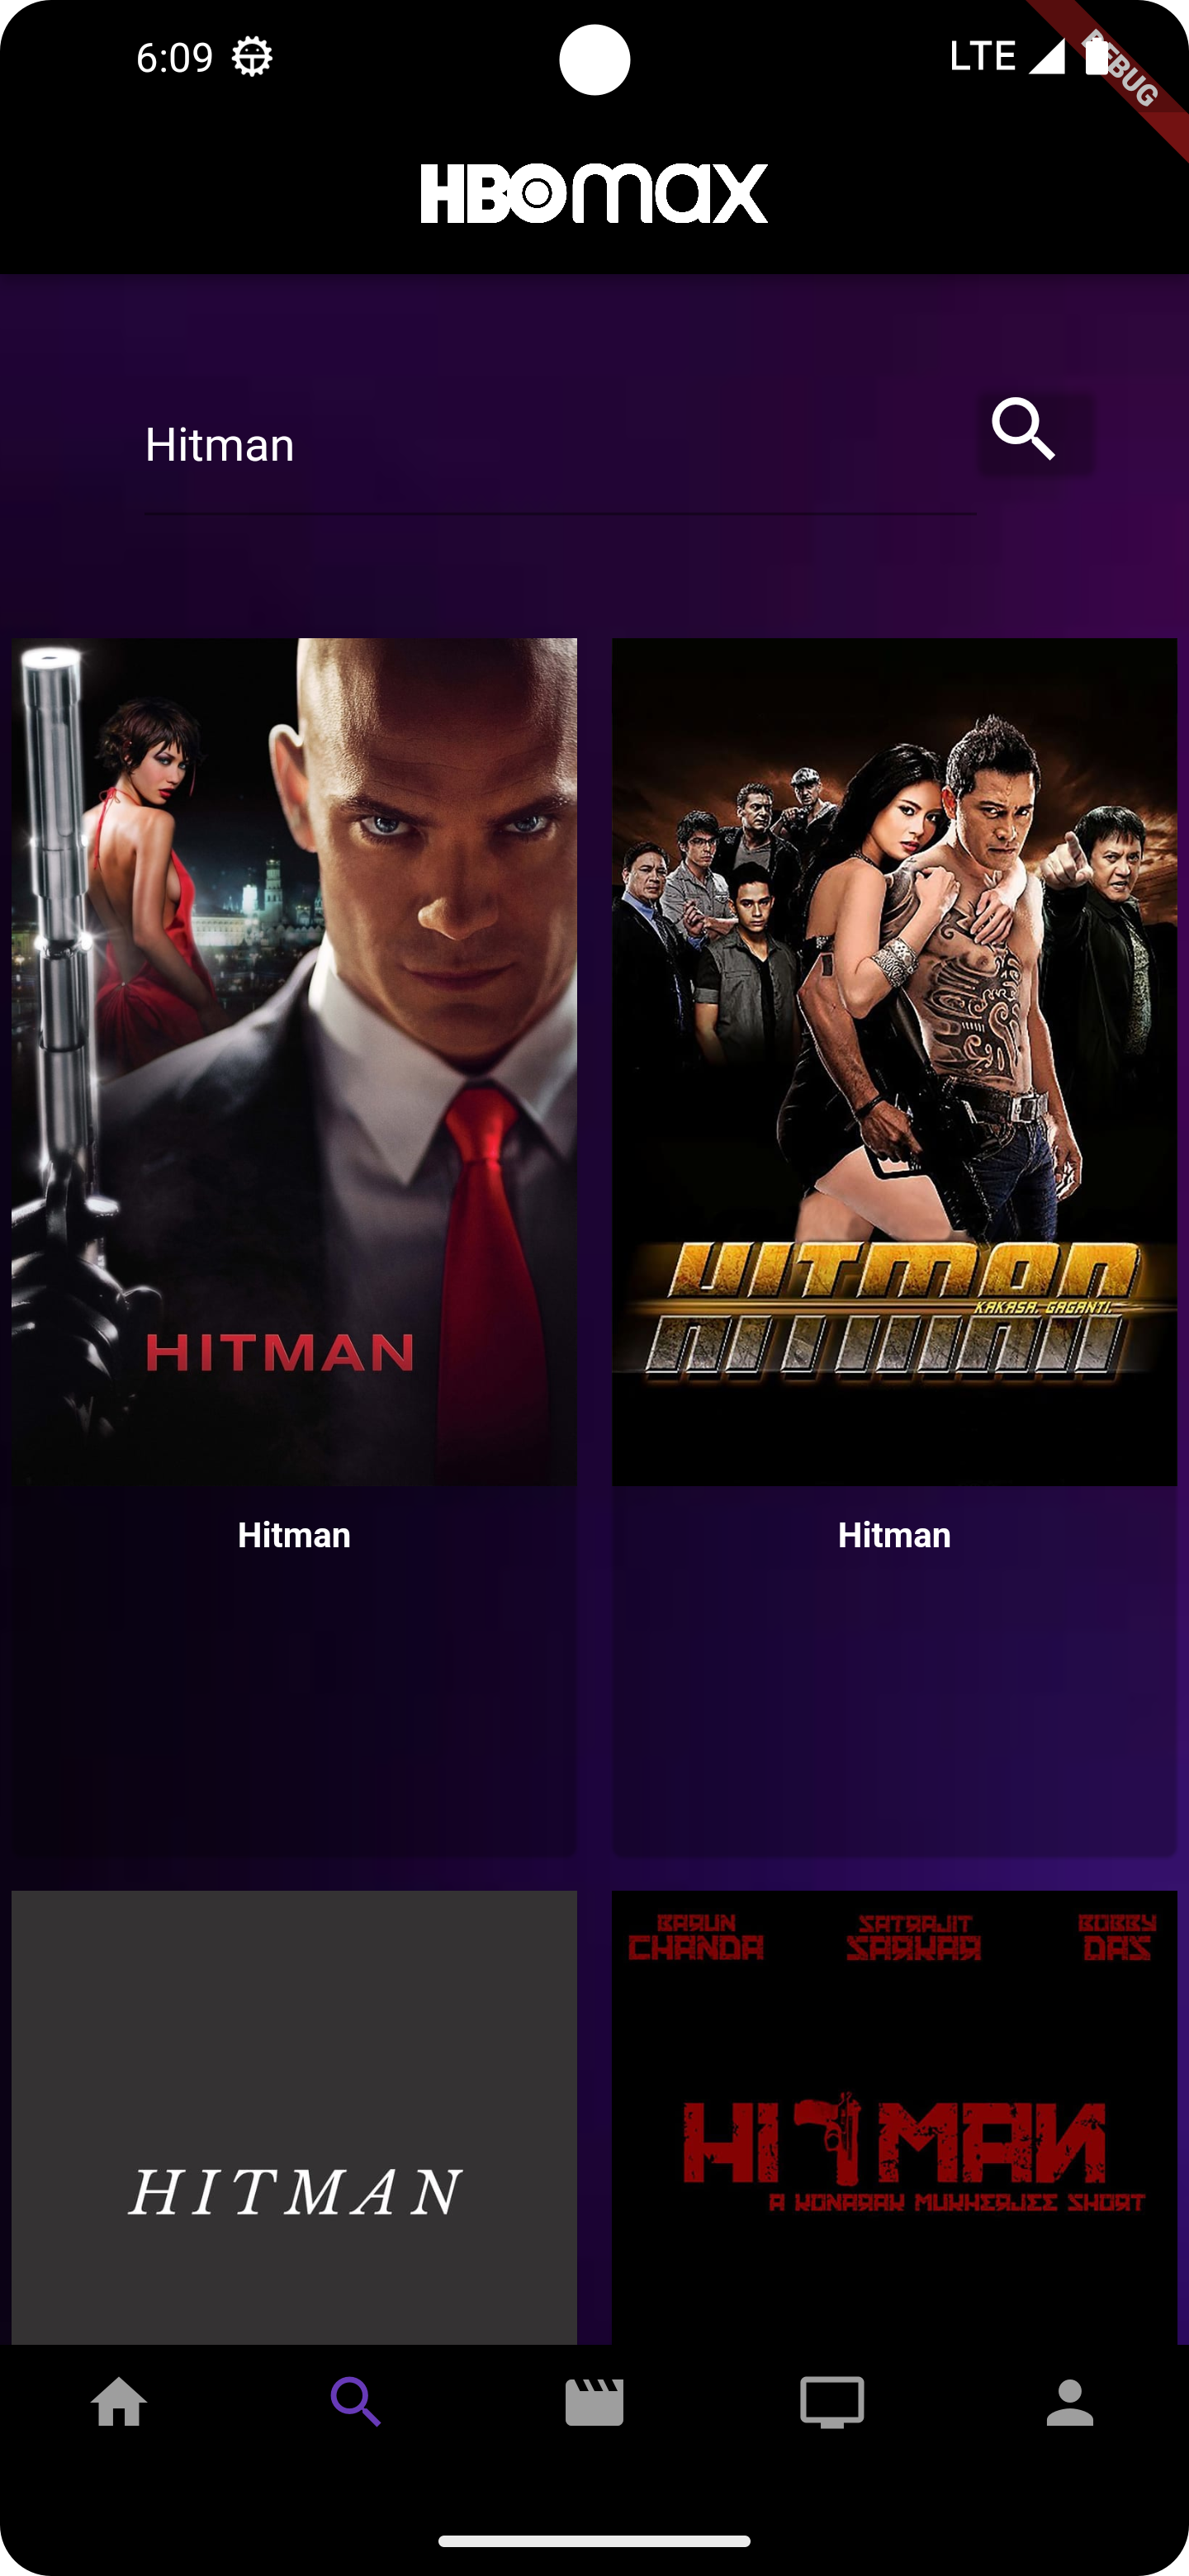 6:09
LTE
DEBUG
HBOmax
Hitman
HITMAN
HITMAN
KAKASA. GAGANTI.
HITMAN
Hitman
Hitman
HITMAN
BARUN CHANDA
SATRAJIT SARKAR
BOBBY DAS
HITMAN
A KONARAK MUKHERJEE SHORT